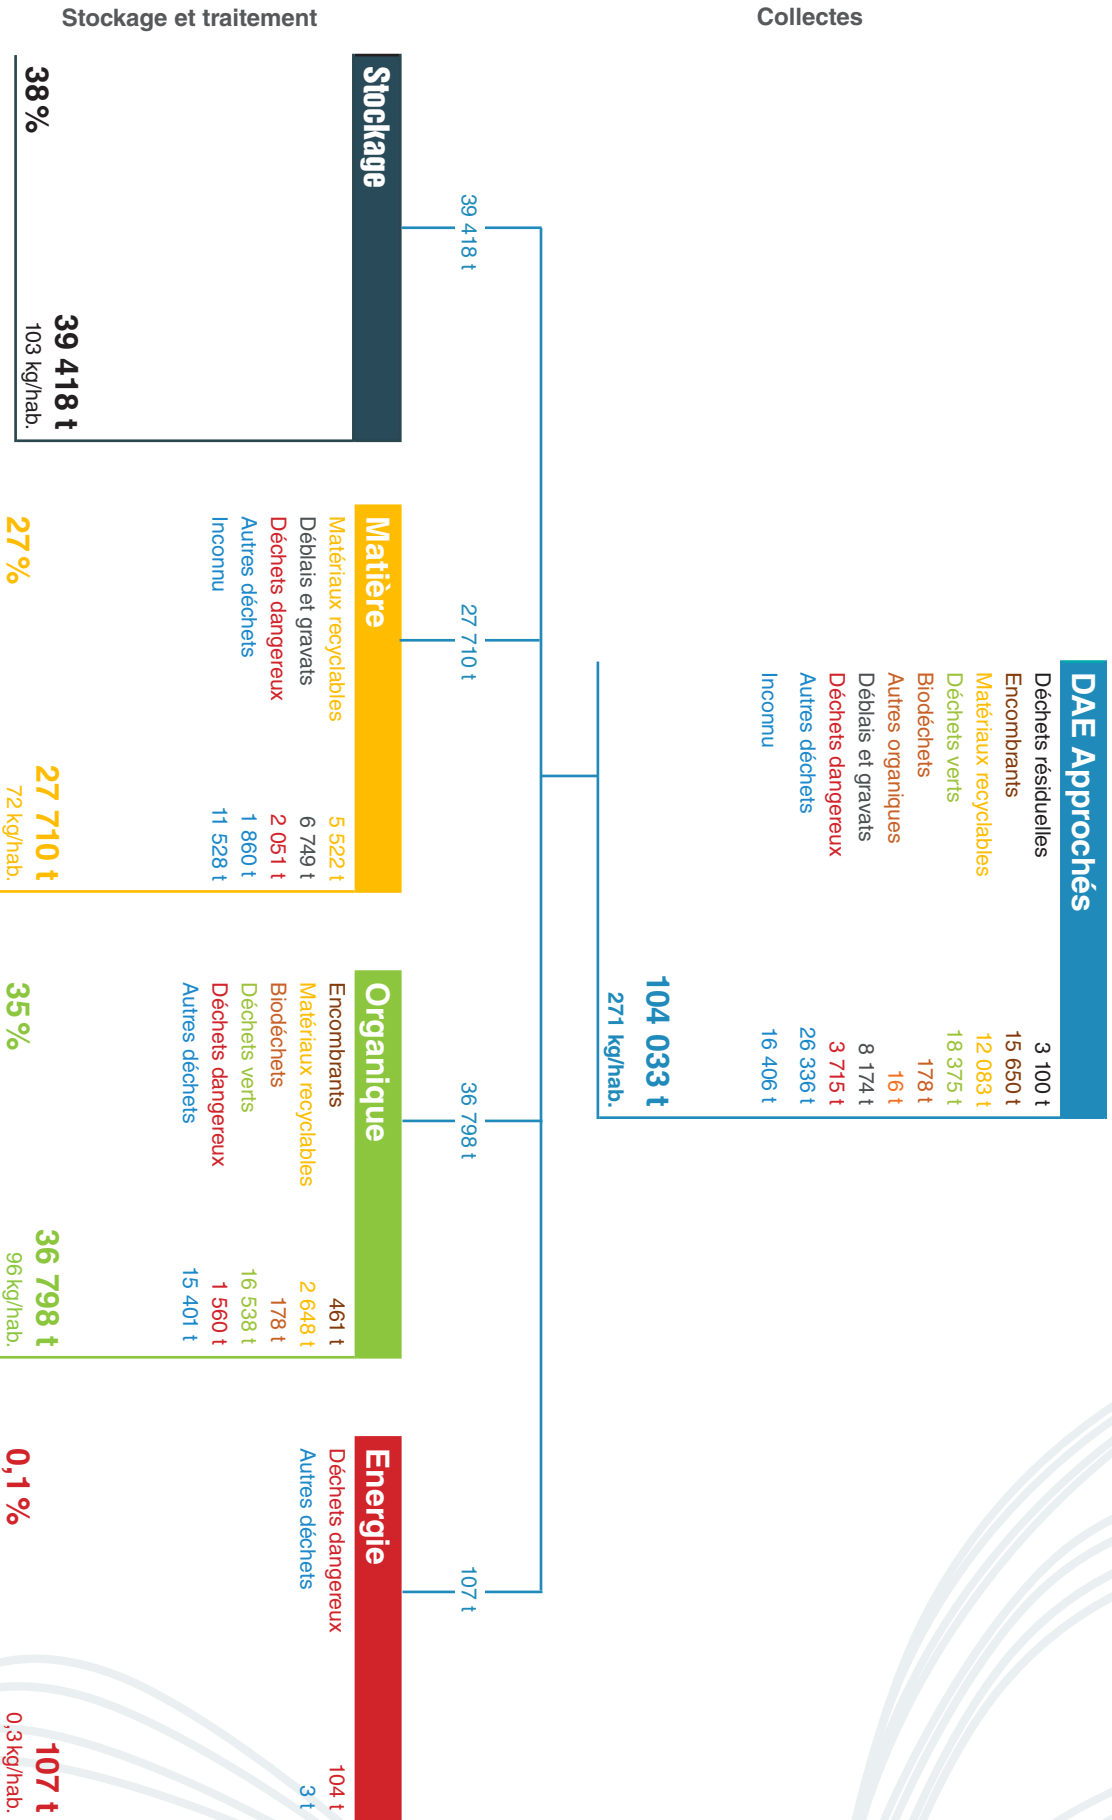 Collectes
DAE Approchés
Déchets résiduelles 3 100 t
Encombrants 15 650 t
Matériaux recyclables 12 083 t
Déchets verts 18 375 t
Biodéchets 178 t
Autres organiques 16 t
Déblais et gravats 8 174 t
Déchets dangereux 3 715 t
Autres déchets 26 336 t
Inconnu 16 406 t
104 033 t
271 kg/hab.
39 418 t
27 710 t
36 798 t
107 t
Stockage et traitement
Stockage
39 418 t
38 %
103 kg/hab.
Matière
Matériaux recyclables 5 522 t
Déblais et gravats 6 749 t
Déchets dangereux 2 051 t
Autres déchets 1 860 t
Inconnu 11 528 t
27 710 t
27 %
72 kg/hab.
Organique
Encombrants 461 t
Matériaux recyclables 2 648 t
Biodéchets 178 t
Déchets verts 16 538 t
Déchets dangereux 1 560 t
Autres déchets 15 401 t
36 798 t
35 %
96 kg/hab.
Energie
Déchets dangereux 104 t
Autres déchets 3 t
107 t
0,1 %
0,3 kg/hab.